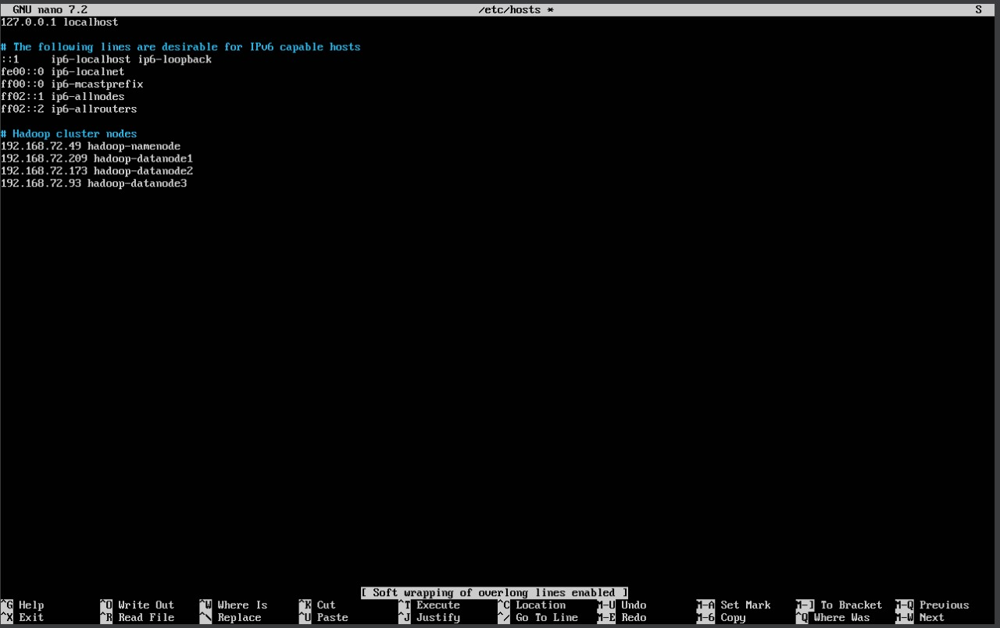 GNU nano 7.2 /etc/hosts * S
127.0.0.1 localhost
# The following lines are desirable for IPv6 capable hosts
::1 ip6-localhost ip6-loopback
fe00::0 ip6-localnet
ff00::0 ip6-mcastprefix
ff02::1 ip6-allnodes
ff02::2 ip6-allrouters
# Hadoop cluster nodes
192.168.72.49 hadoop-namenode
192.168.72.209 hadoop-datanode1
192.168.72.173 hadoop-datanode2
192.168.72.93 hadoop-datanode3
[ Soft wrapping of overlong lines enabled ]
^G Help ^O Write Out ^W Where Is ^K Cut ^T Execute ^C Location M-U Undo M-A Set Mark M-] To Bracket M-Q Previous
^X Exit ^R Read File ^\ Replace ^U Paste ^J Justify ^/ Go To Line M-E Redo M-6 Copy ^Q Where Was M-W Next